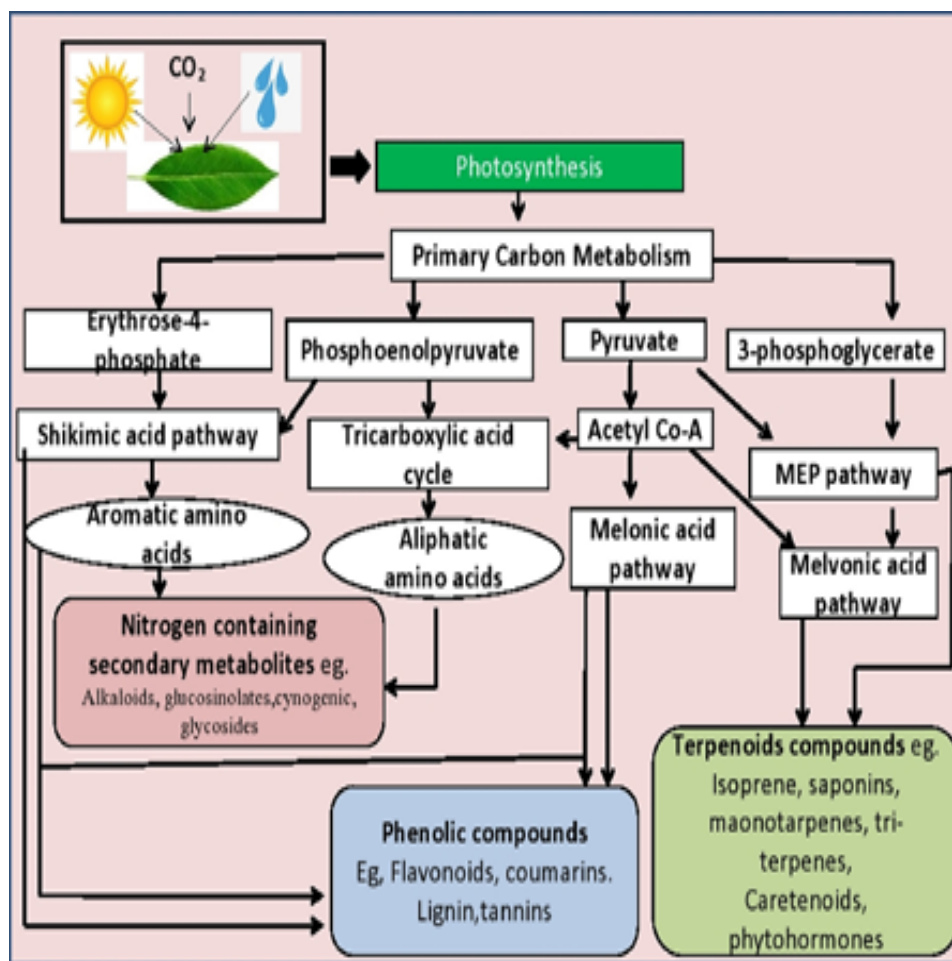 CO₂
Photosynthesis
Primary Carbon Metabolism
Erythrose-4-
phosphate
Phosphoenolpyruvate
Pyruvate
3-phosphoglycerate
Shikimic acid pathway
Tricarboxylic acid
cycle
Acetyl Co-A
MEP pathway
Aromatic amino
acids
Aliphatic
amino acids
Melonic acid
pathway
Melvonic acid
pathway
Nitrogen containing
secondary metabolites eg.
Alkaloids, glucosinolates,cynogenic,
glycosides
Phenolic compounds
Eg, Flavonoids, coumarins.
Lignin,tannins
Terpenoids compounds eg.
Isoprene, saponins,
maonotarpenes, tri-
terpenes,
Caretenoids,
phytohormones